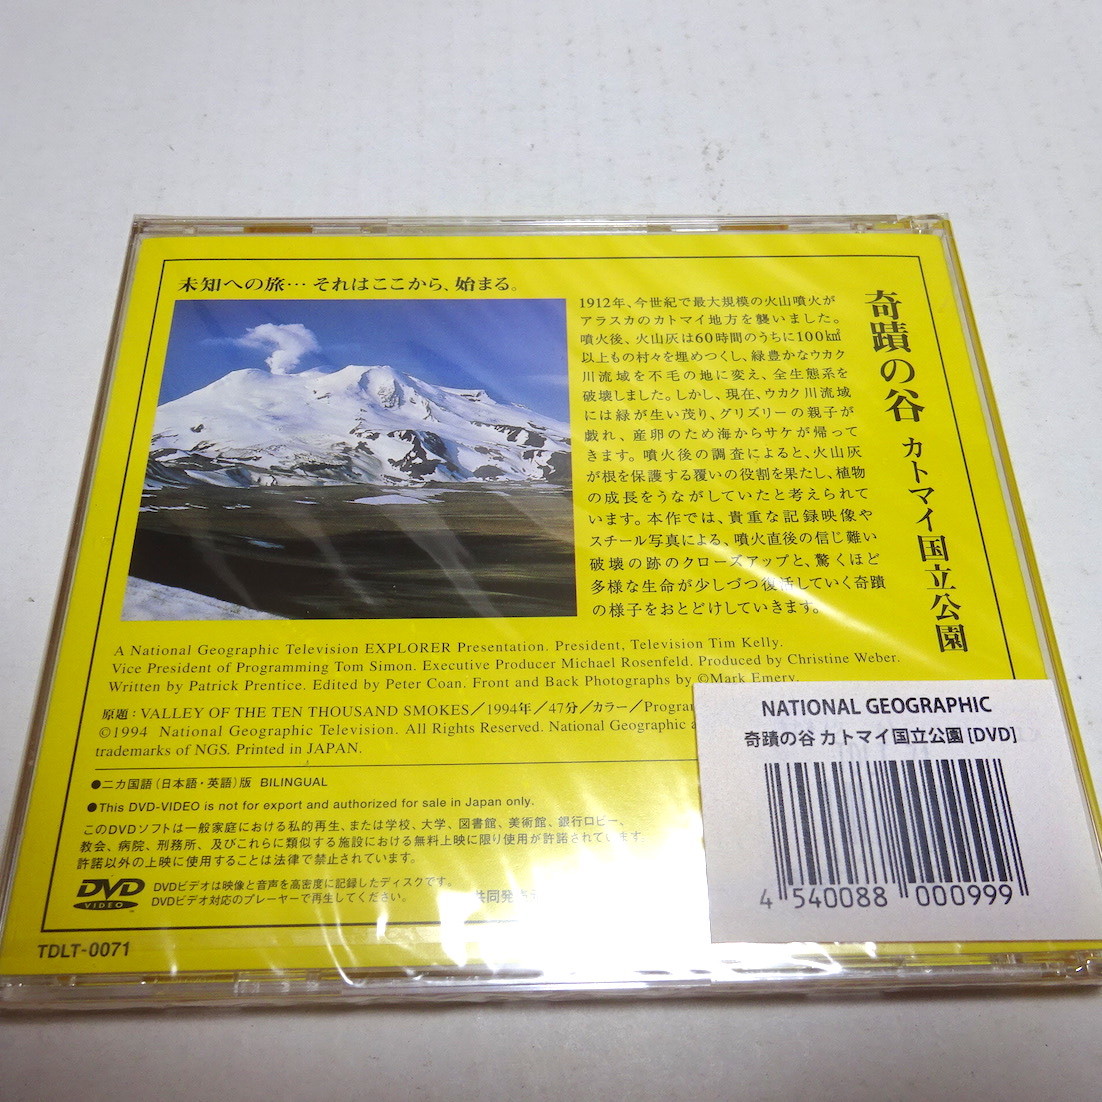 未知への旅…それはここから、始まる。
1912年、今世紀で最大規模の火山噴火が
アラスカのカトマイ地方を襲いました。
噴火後、火山灰は60時間のうちに100k㎡
以上もの村々を埋めつくし、緑豊かなウカク
川流域を不毛の地に変え、全生態系を
破壊しました。しかし、現在、ウカク川流域
には緑が生い茂り、グリズリーの親子が
戯れ、産卵のため海からサケが帰って
きます。噴火後の調査によると、火山灰
が根を保護する覆いの役割を果たし、植物
の成長をうながしていたと考えられて
います。本作では、貴重な記録映像や
スチール写真による、噴火直後の信じ難い
破壊の跡のクローズアップと、驚くほど
多様な生命が少しづつ復活していく奇蹟
の様子をおとどけしていきます。
奇蹟の谷 カトマイ国立公園
A National Geographic Television EXPLORER Presentation. President, Television Tim Kelly.
Vice President of Programming Tom Simon. Executive Producer Michael Rosenfeld. Produced by Christine Weber.
Written by Patrick Prentice. Edited by Peter Coan. Front and Back Photographs by ©Mark Emery.
原題：VALLEY OF THE TEN THOUSAND SMOKES／1994年／47分／カラー／Program
©1994 National Geographic Television. All Rights Reserved. National Geographic
trademarks of NGS. Printed in JAPAN.
●二カ国語（日本語・英語）版 BILINGUAL
●This DVD-VIDEO is not for export and authorized for sale in Japan only.
このDVDソフトは一般家庭における私的再生、または学校、大学、図書館、美術館、銀行ロビー、
教会、病院、刑務所、及びこれらに類似する施設における無料上映に限り使用が許諾されています。
許諾以外の上映に使用することは法律で禁止されています。
DVD VIDEO
DVDビデオは映像と音声を高密度に記録したディスクです。
DVDビデオ対応のプレーヤーで再生してください。
共同発
TDLT-0071
NATIONAL GEOGRAPHIC
奇蹟の谷 カトマイ国立公園 [DVD]
4 540088 000999